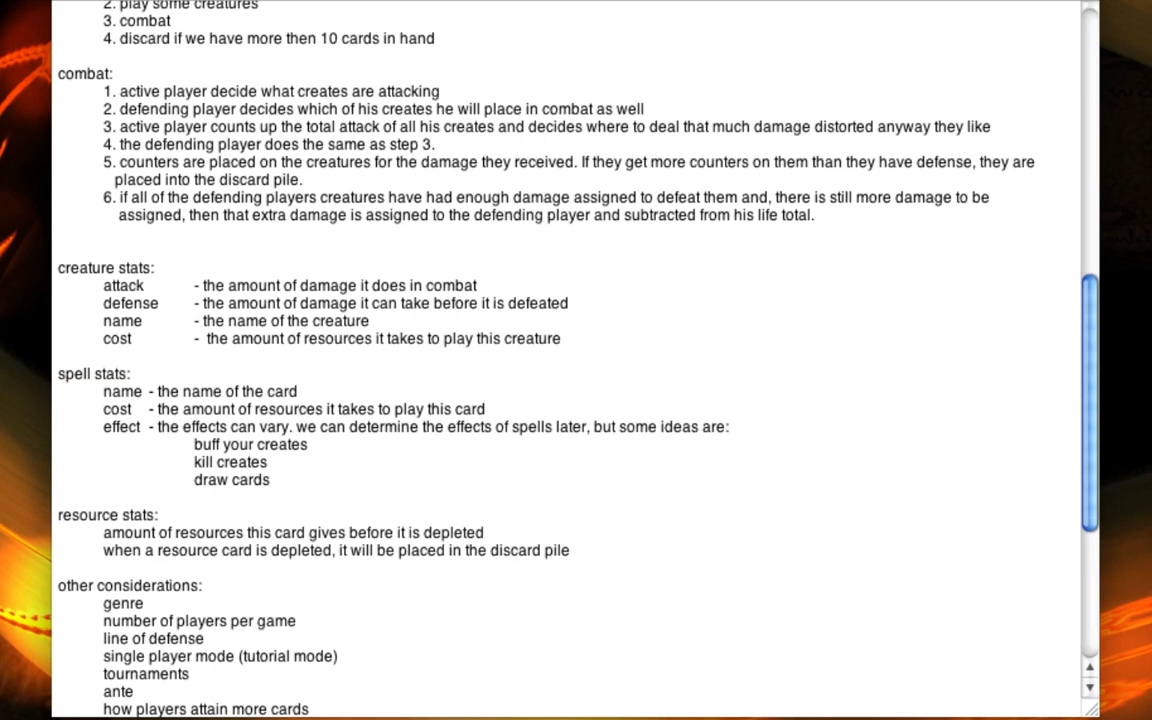 2. play some creatures
3. combat
4. discard if we have more then 10 cards in hand
combat:
1. active player decide what creates are attacking
2. defending player decides which of his creates he will place in combat as well
3. active player counts up the total attack of all his creates and decides where to deal that much damage distorted anyway they like
4. the defending player does the same as step 3.
5. counters are placed on the creatures for the damage they received. If they get more counters on them than they have defense, they are
placed into the discard pile.
6. if all of the defending players creatures have had enough damage assigned to defeat them and, there is still more damage to be
assigned, then that extra damage is assigned to the defending player and subtracted from his life total.
creature stats:
attack - the amount of damage it does in combat
defense - the amount of damage it can take before it is defeated
name - the name of the creature
cost - the amount of resources it takes to play this creature
spell stats:
name - the name of the card
cost - the amount of resources it takes to play this card
effect - the effects can vary. we can determine the effects of spells later, but some ideas are:
buff your creates
kill creates
draw cards
resource stats:
amount of resources this card gives before it is depleted
when a resource card is depleted, it will be placed in the discard pile
other considerations:
genre
number of players per game
line of defense
single player mode (tutorial mode)
tournaments
ante
how players attain more cards